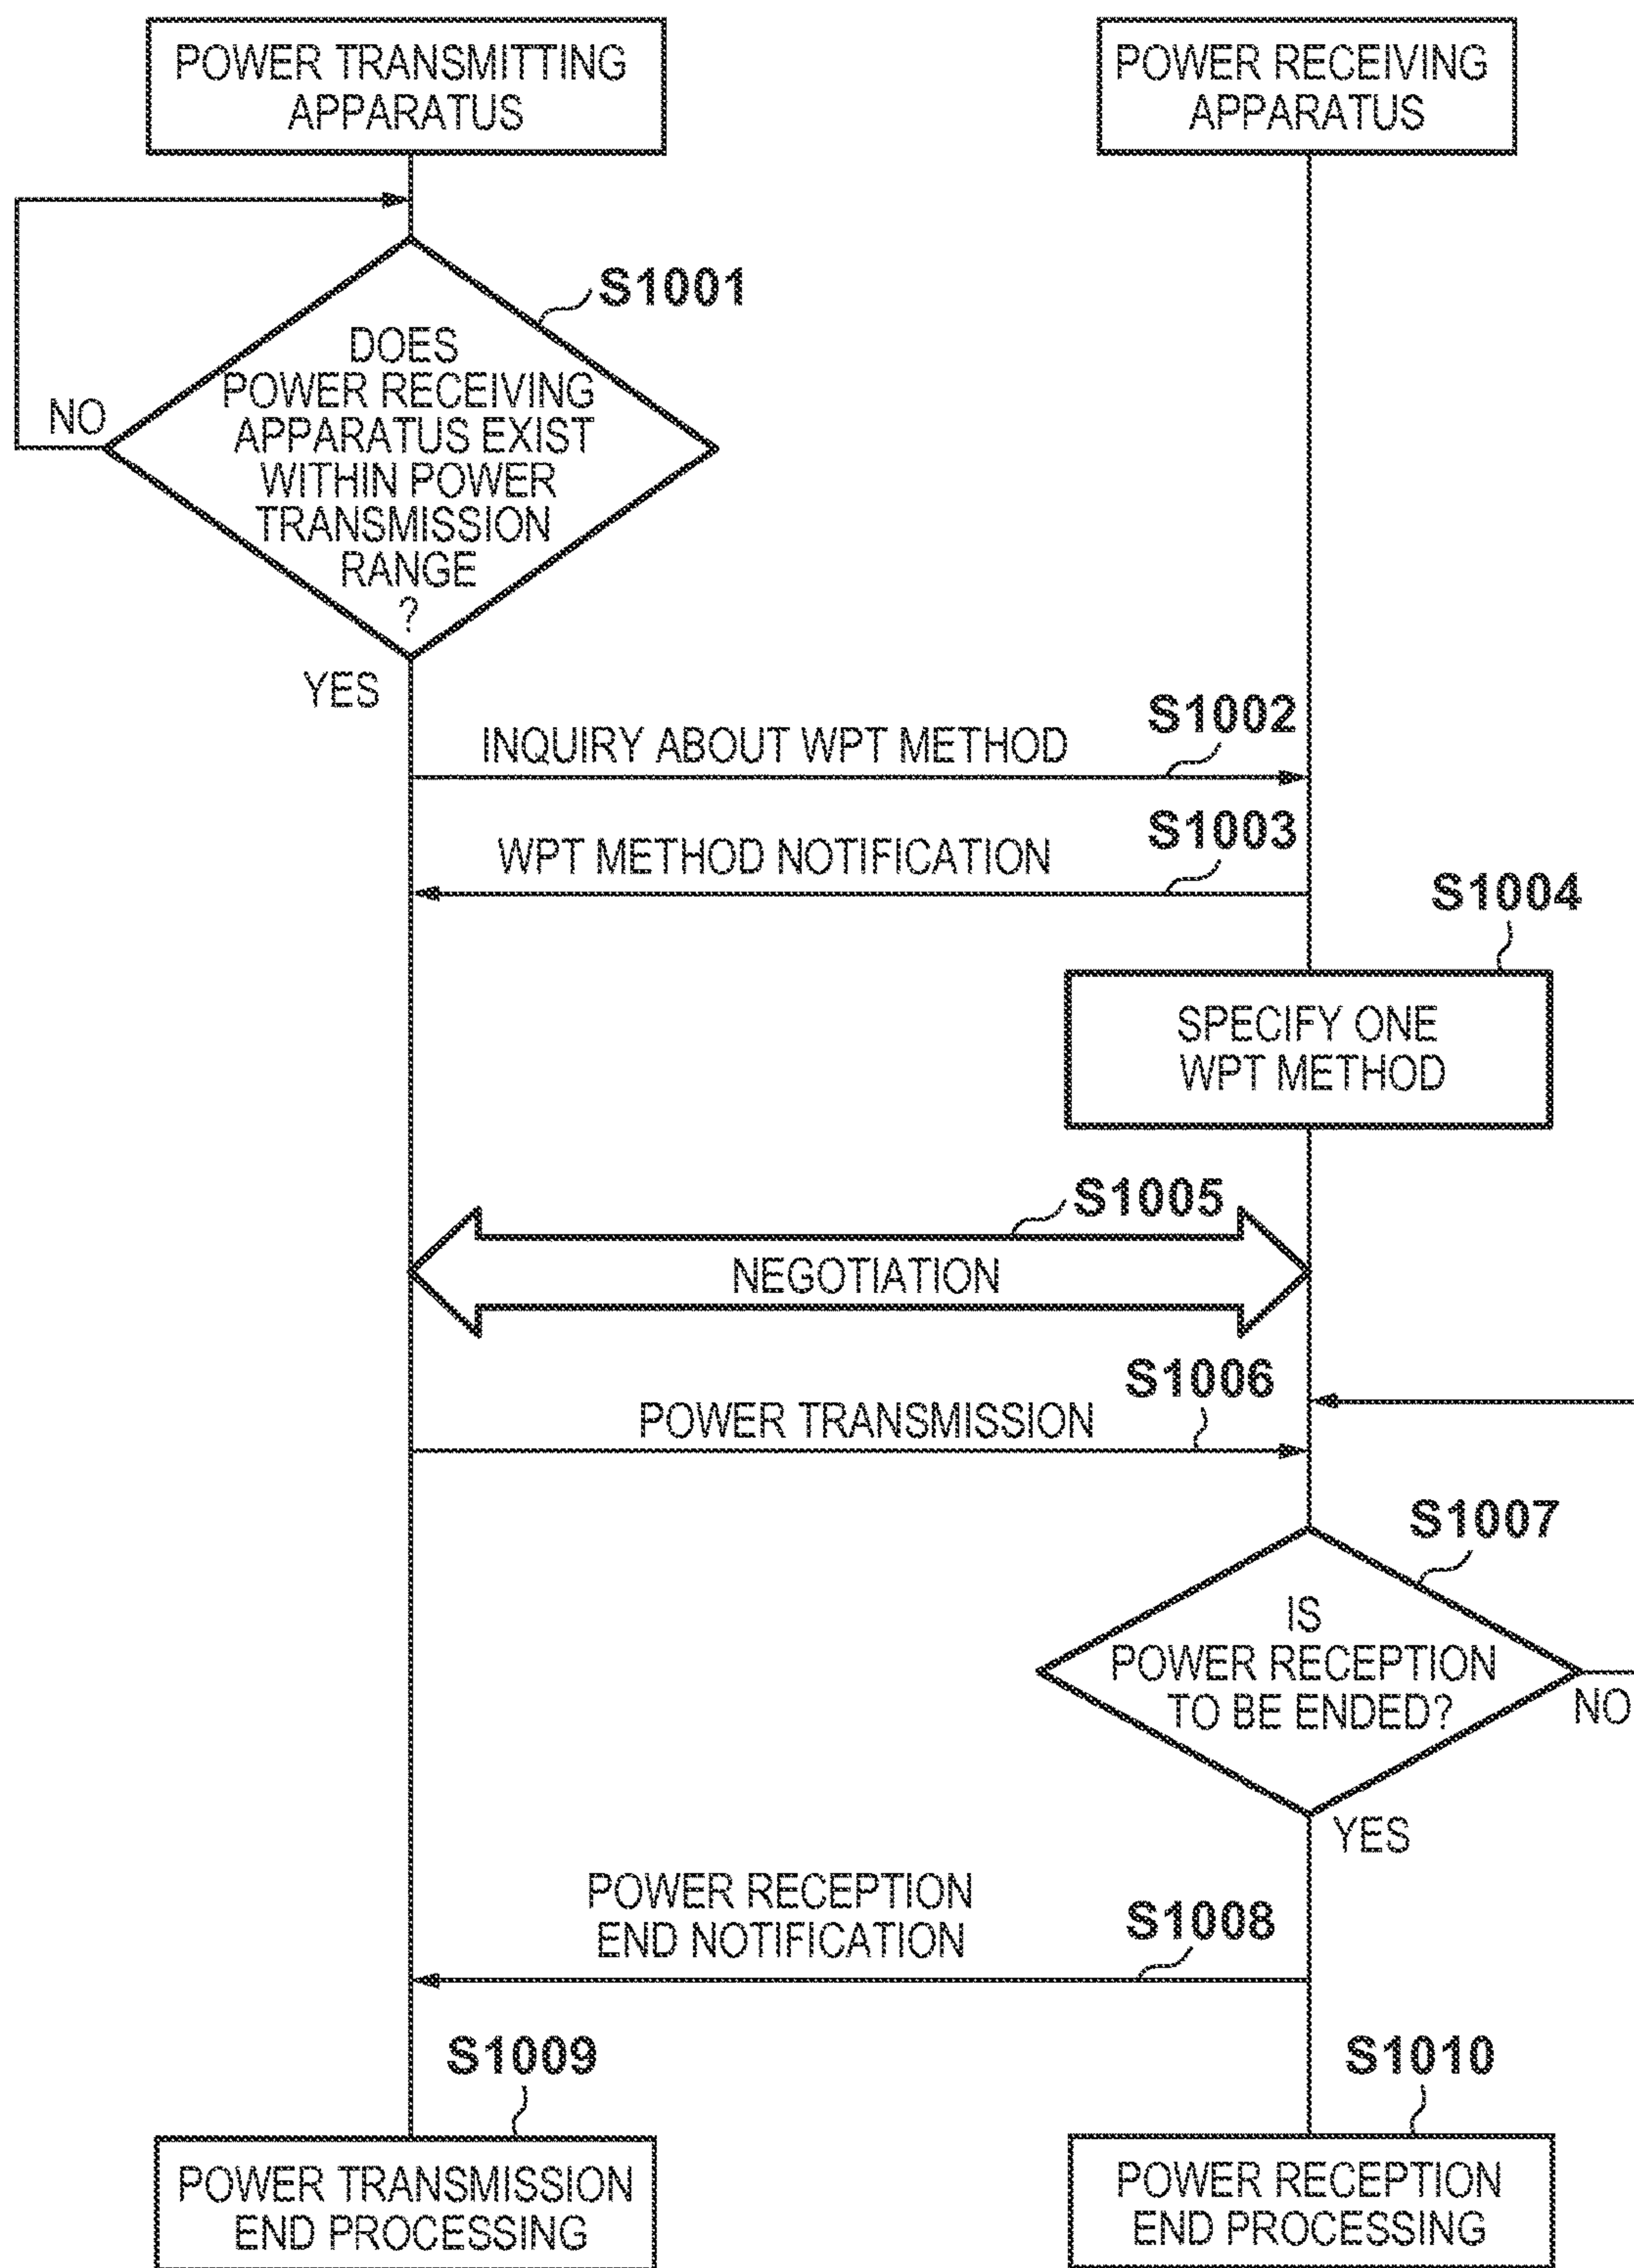 POWER TRANSMITTING
APPARATUS
POWER RECEIVING
APPARATUS
S1001
DOES
POWER RECEIVING
APPARATUS EXIST
WITHIN POWER
TRANSMISSION
RANGE
?
NO
YES
INQUIRY ABOUT WPT METHOD
S1002
WPT METHOD NOTIFICATION
S1003
S1004
SPECIFY ONE
WPT METHOD
S1005
NEGOTIATION
S1006
POWER TRANSMISSION
S1007
IS
POWER RECEPTION
TO BE ENDED?
NO
YES
POWER RECEPTION
END NOTIFICATION
S1008
S1009
POWER TRANSMISSION
END PROCESSING
S1010
POWER RECEPTION
END PROCESSING